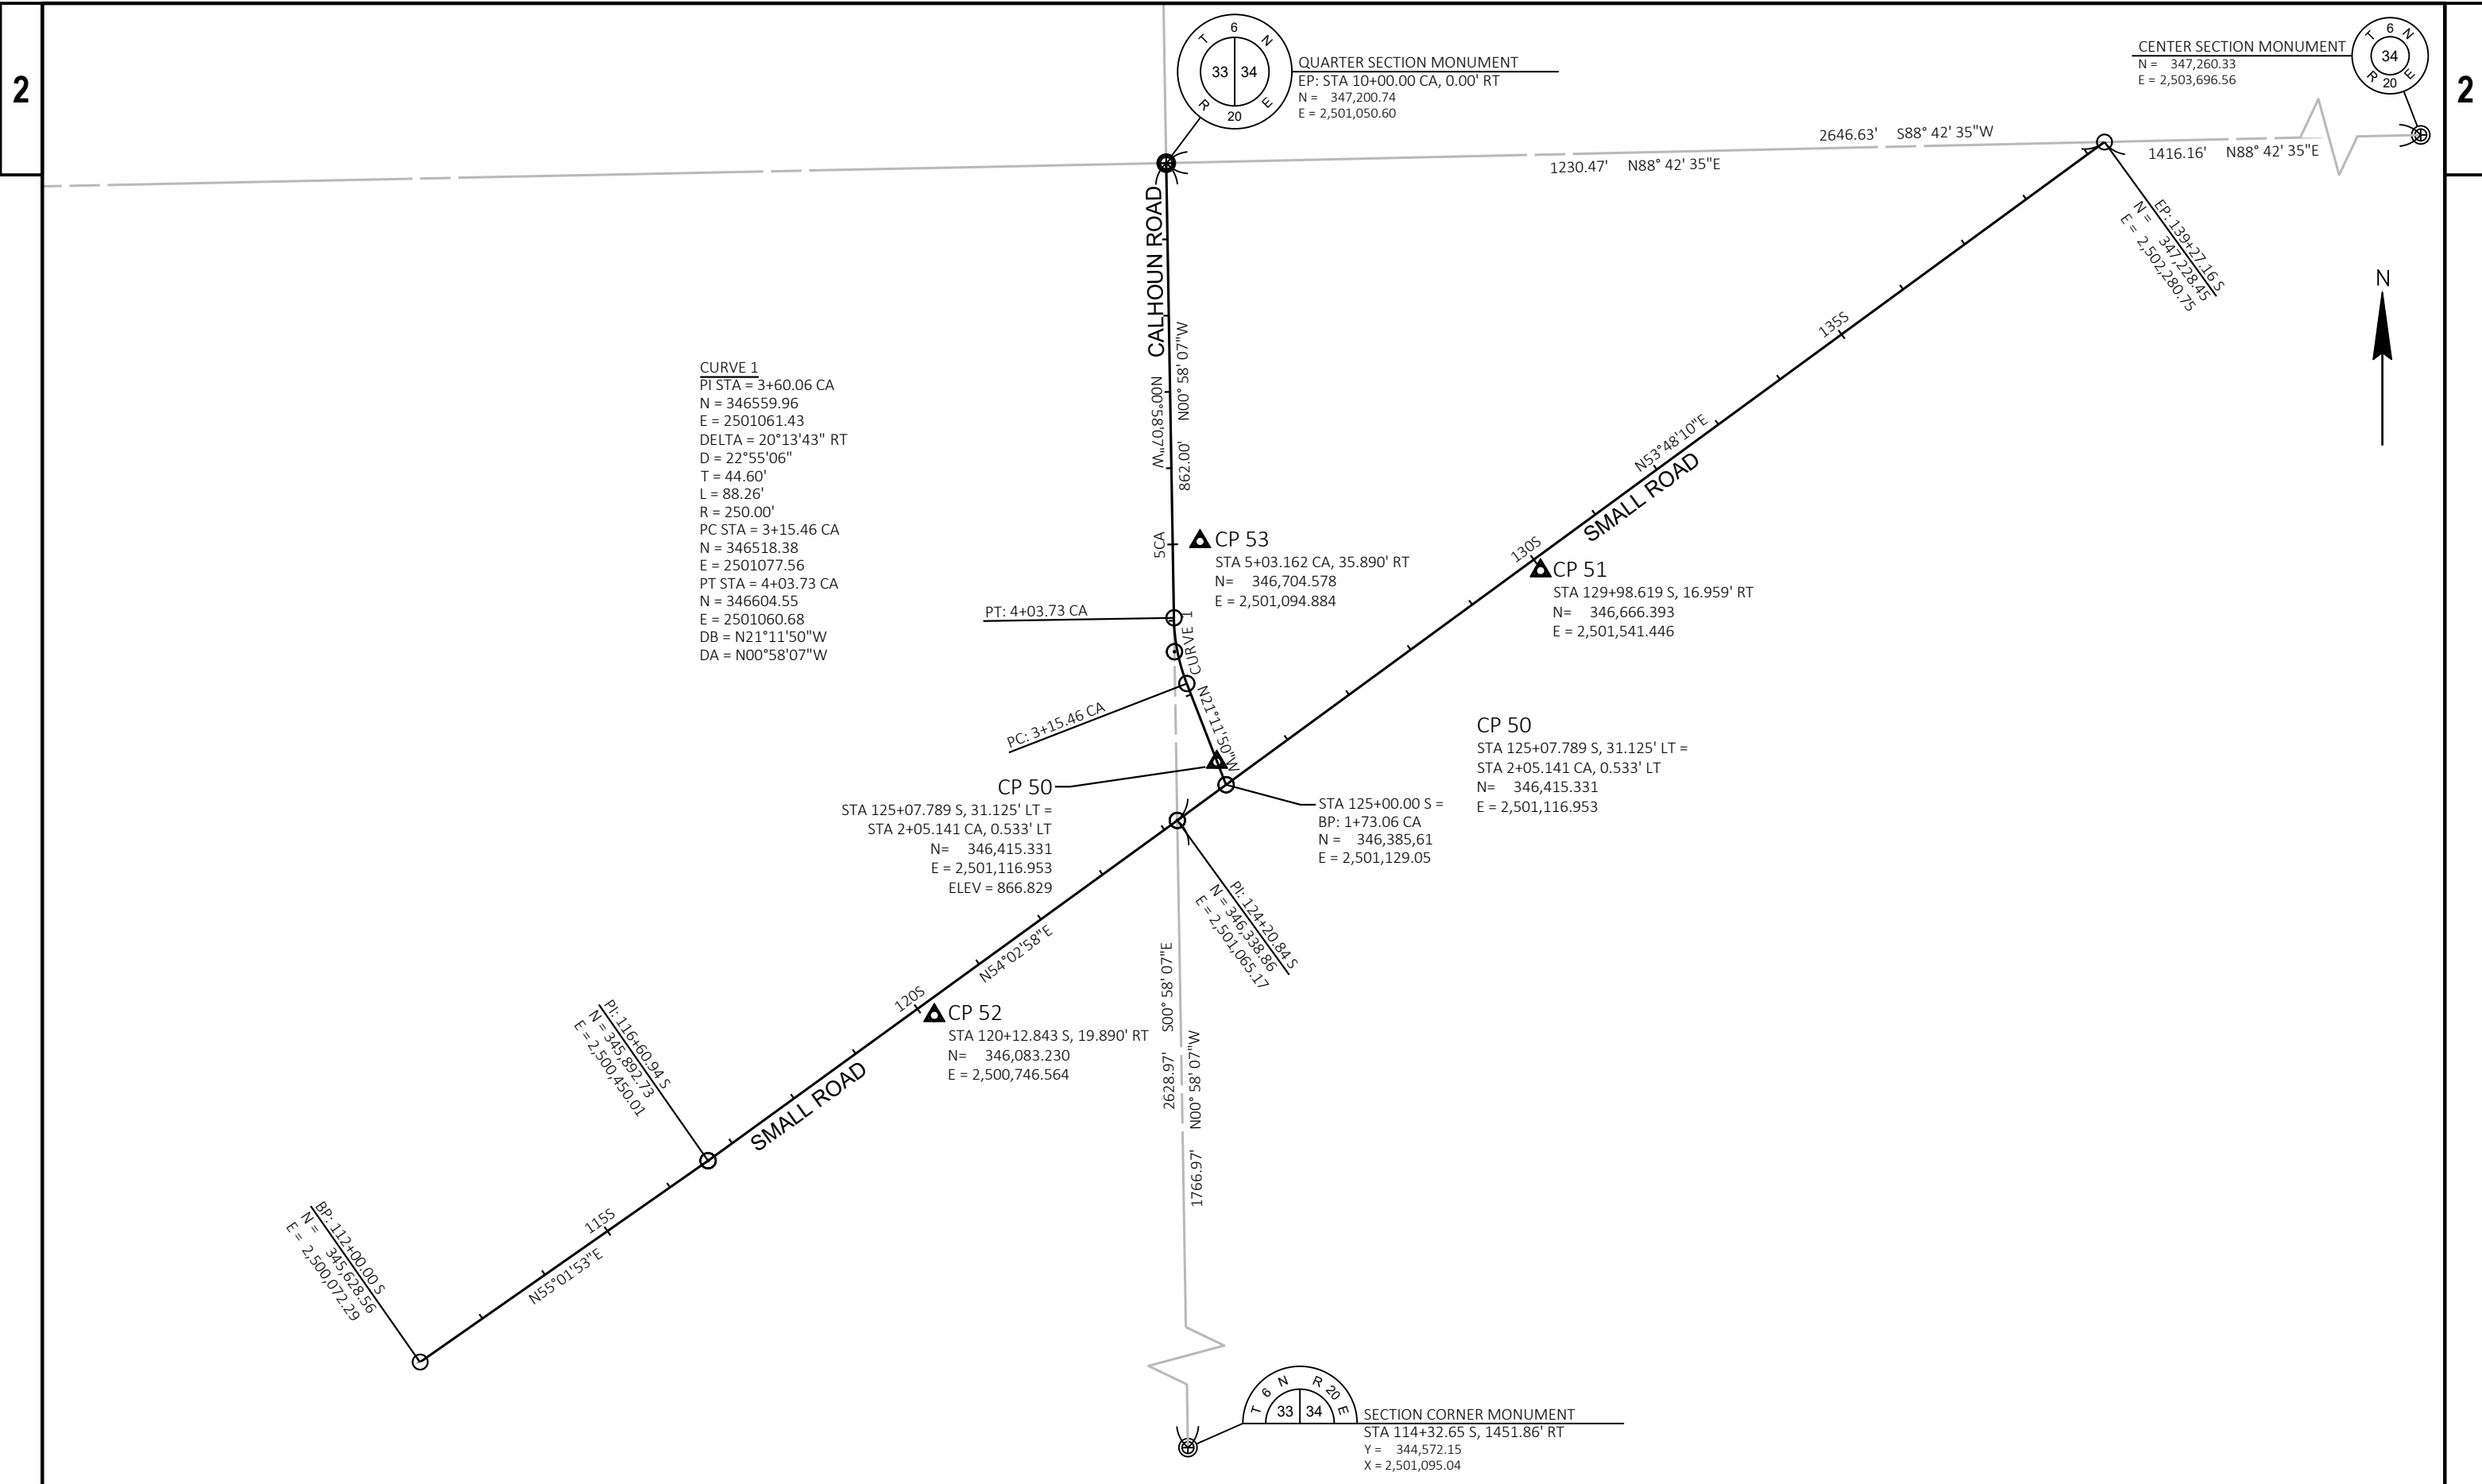 2
2
T 6 N
33 34
R 20 E
QUARTER SECTION MONUMENT
EP: STA 10+00.00 CA, 0.00' RT
N = 347,200.74
E = 2,501,050.60
CENTER SECTION MONUMENT
N = 347,260.33
E = 2,503,696.56
T 6 N
34
R 20 E
2646.63' S88° 42' 35"W
1230.47' N88° 42' 35"E
1416.16' N88° 42' 35"E
EP: 139+27.16 S
N = 347,228.45
E = 2,502,280.75
N
CALHOUN ROAD
N00°58'07"W
862.00' N00° 58' 07"W
135S
N53°48'10"E
SMALL ROAD
CURVE 1
PI STA = 3+60.06 CA
N = 346559.96
E = 2501061.43
DELTA = 20°13'43" RT
D = 22°55'06"
T = 44.60'
L = 88.26'
R = 250.00'
PC STA = 3+15.46 CA
N = 346518.38
E = 2501077.56
PT STA = 4+03.73 CA
N = 346604.55
E = 2501060.68
DB = N21°11'50"W
DA = N00°58'07"W
5CA
CP 53
STA 5+03.162 CA, 35.890' RT
N= 346,704.578
E = 2,501,094.884
130S
CP 51
STA 129+98.619 S, 16.959' RT
N= 346,666.393
E = 2,501,541.446
PT: 4+03.73 CA
CURVE 1
PC: 3+15.46 CA
N21°11'50"W
CP 50
STA 125+07.789 S, 31.125' LT =
STA 2+05.141 CA, 0.533' LT
N= 346,415.331
E = 2,501,116.953
CP 50
STA 125+07.789 S, 31.125' LT =
STA 2+05.141 CA, 0.533' LT
N= 346,415.331
E = 2,501,116.953
ELEV = 866.829
STA 125+00.00 S =
BP: 1+73.06 CA
N = 346,385,61
E = 2,501,129.05
PI: 124+20.84 S
N = 346,338.86
E = 2,501,065.17
N54°02'58"E
120S
CP 52
STA 120+12.843 S, 19.890' RT
N= 346,083.230
E = 2,500,746.564
2628.97' S00° 58' 07"E
1766.97' N00° 58' 07"W
PI: 116+60.94 S
N = 345,892.73
E = 2,500,450.01
SMALL ROAD
115S
N55°01'53"E
BP: 112+00.00 S
N = 345,628.56
E = 2,500,072.29
T 6 N R 20 E
33 34
SECTION CORNER MONUMENT
STA 114+32.65 S, 1451.86' RT
Y = 344,572.15
X = 2,501,095.04